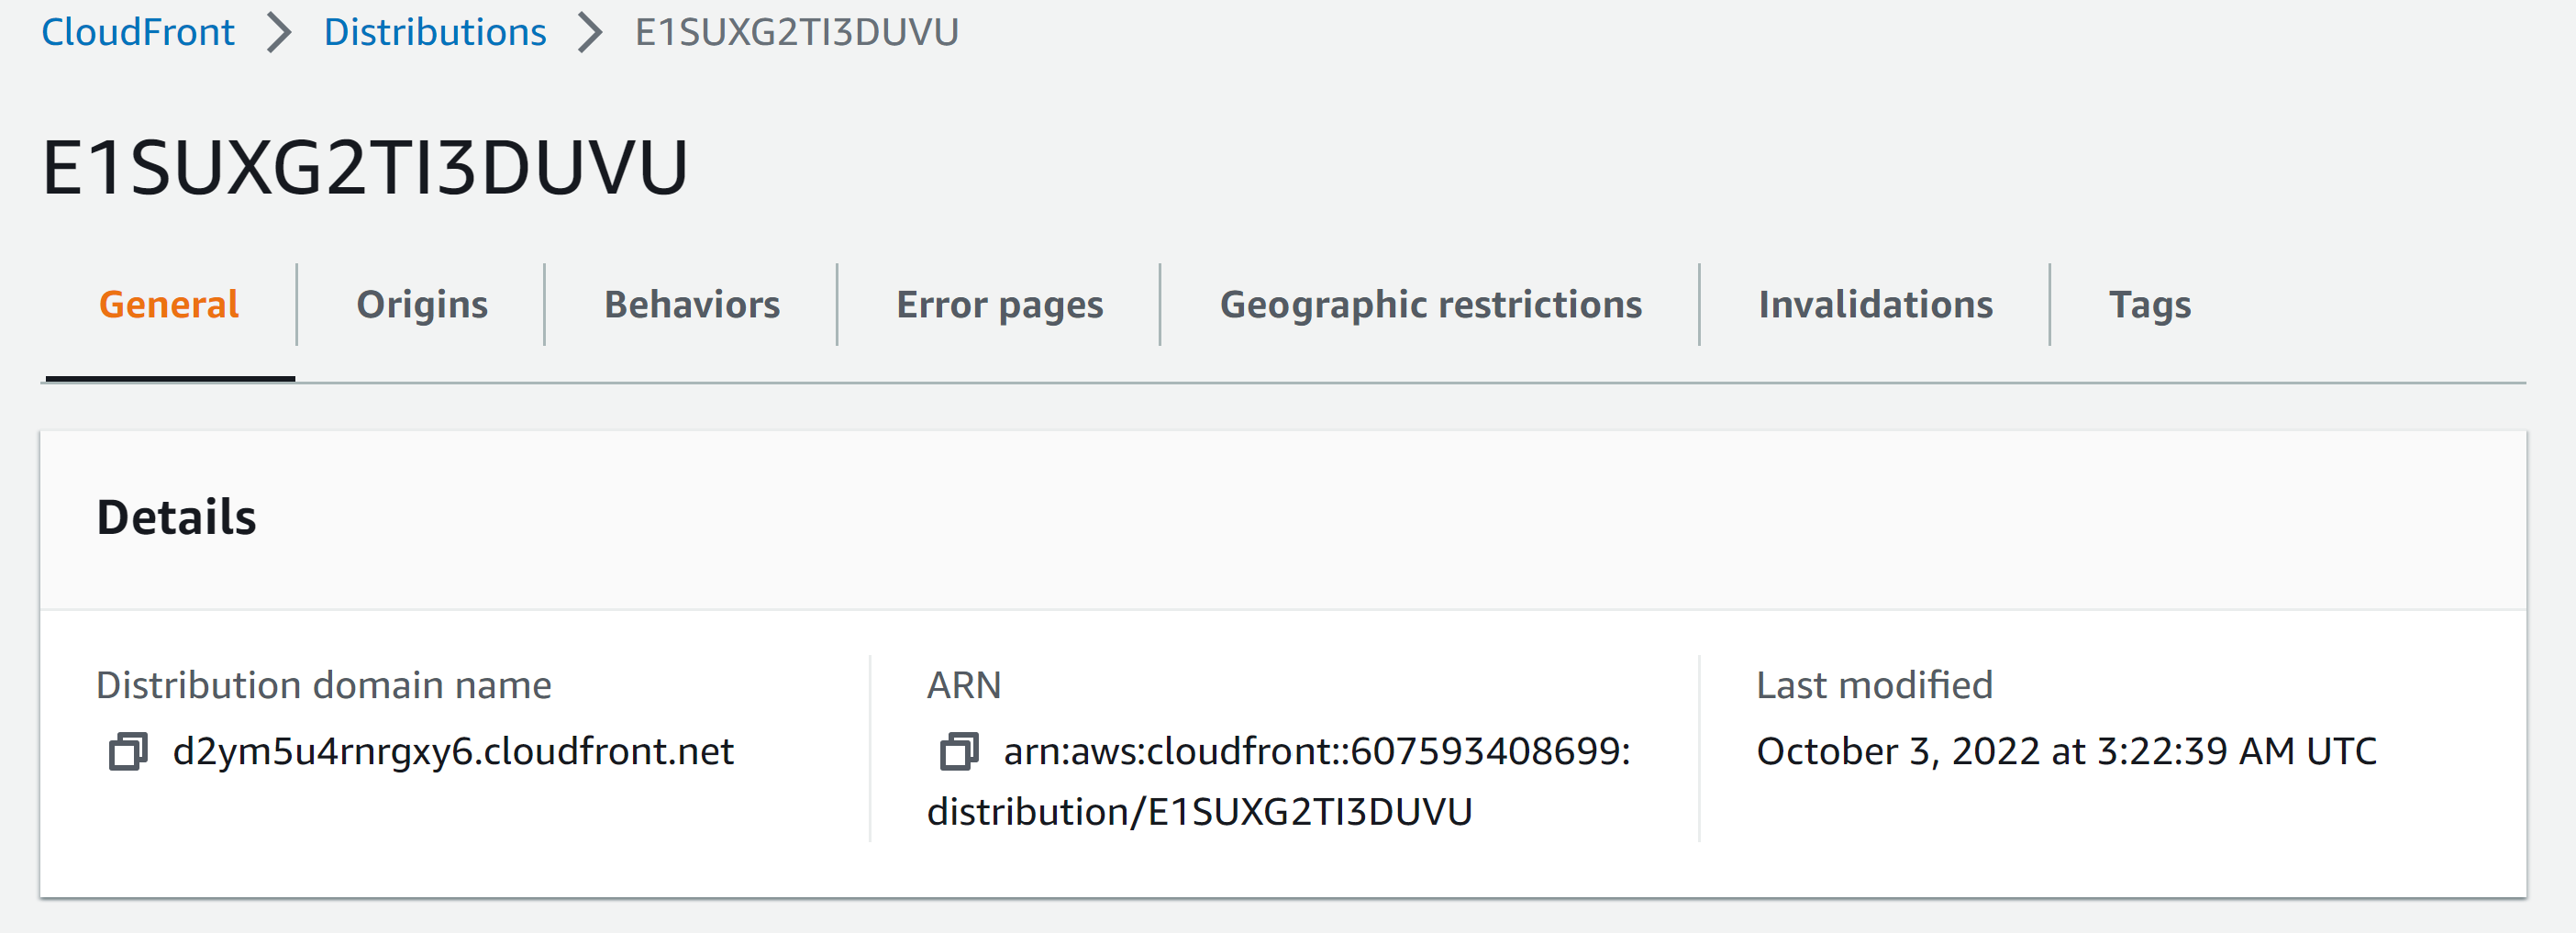 CloudFront > Distributions > E1SUXG2TI3DUVU
E1SUXG2TI3DUVU
General Origins Behaviors Error pages Geographic restrictions Invalidations Tags
Details
Distribution domain name
d2ym5u4rnrgxy6.cloudfront.net
ARN
arn:aws:cloudfront::607593408699:
distribution/E1SUXG2TI3DUVU
Last modified
October 3, 2022 at 3:22:39 AM UTC